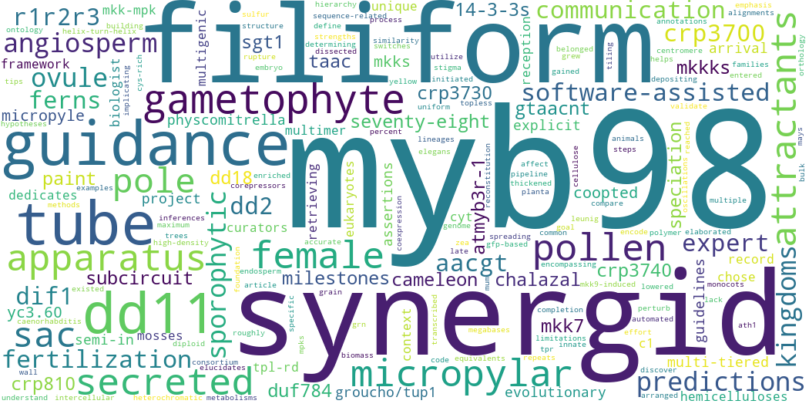 r1r2r3
mkk-mpk
ontology
building
helix-turn-helix
structure
hierarchy
sequence-related
define
process
sulfur
switches
similarity
strengths
determining
rupture
dissected
embryo
multigenic
filiform
14-3-3s
unique
communication
annotations
emphasis
alignments
centromere
similarity
angiosperm
framework
cys-rich
implicating
biologist
sgt1
taac
mkks
reception
belonged
grew
switches
gained
tiling
mkkks
crp3700
arrival
helps
depositing
families
entered
orthology
ovule
ferns
tips
micropyle
hypotheses
gametophyte
physcomitrella
multimer
crp3730
topless
seventy-eight
uniform
software-assisted
gtaacnt
explicit
validate
guidance
pole
dd18
enriched
corepressors
percent
lineages
elegans
myb98
coopted
speciation
animals
steps
affect
pipeline
thickened
planta
compare
multiple
attractants
mays
bulk
dedicates
paint
project
examples
methods
curators
inferences
maximum
trees
high-density
dd2
retrieving
eukaryotes
assertions
coexpression
cyt
genome
atmyb3r-1
reconstitution
cellulose
gfp-based
leunig
goal
polymer
common
elaborated
encode
tube
apparatus
subcircuit
sporophytic
female
accurate
endosperm
article
milestones
cameleon
aacgt
zea
late
spreading
chalazal
encompassing
pollen
expert
record
monocots
lack
chose
crp3740
guidelines
kingdoms
dif1
yc3.60
caenorhabditis
existed
sac
dd11
semi-in
mosses
fertilization
consortium
roughly
elucidates
wall
crp810
understand
intercellular
secreted
heterochromatic
diploid
metabolisms
tpl-rd
specific
grain
biomass
duf784
grn
transcribed
mpks
context
code
tpr
synergid
megabases
equivalents
repeats
mkk7
mkk9-induced
completion
limitations
innate
lowered
perturb
automated
effort
c1
ath1
multi-tiered
discover
arranged
hemicelluloses
groucho/tup1
micropylar
evolutionary
predictions